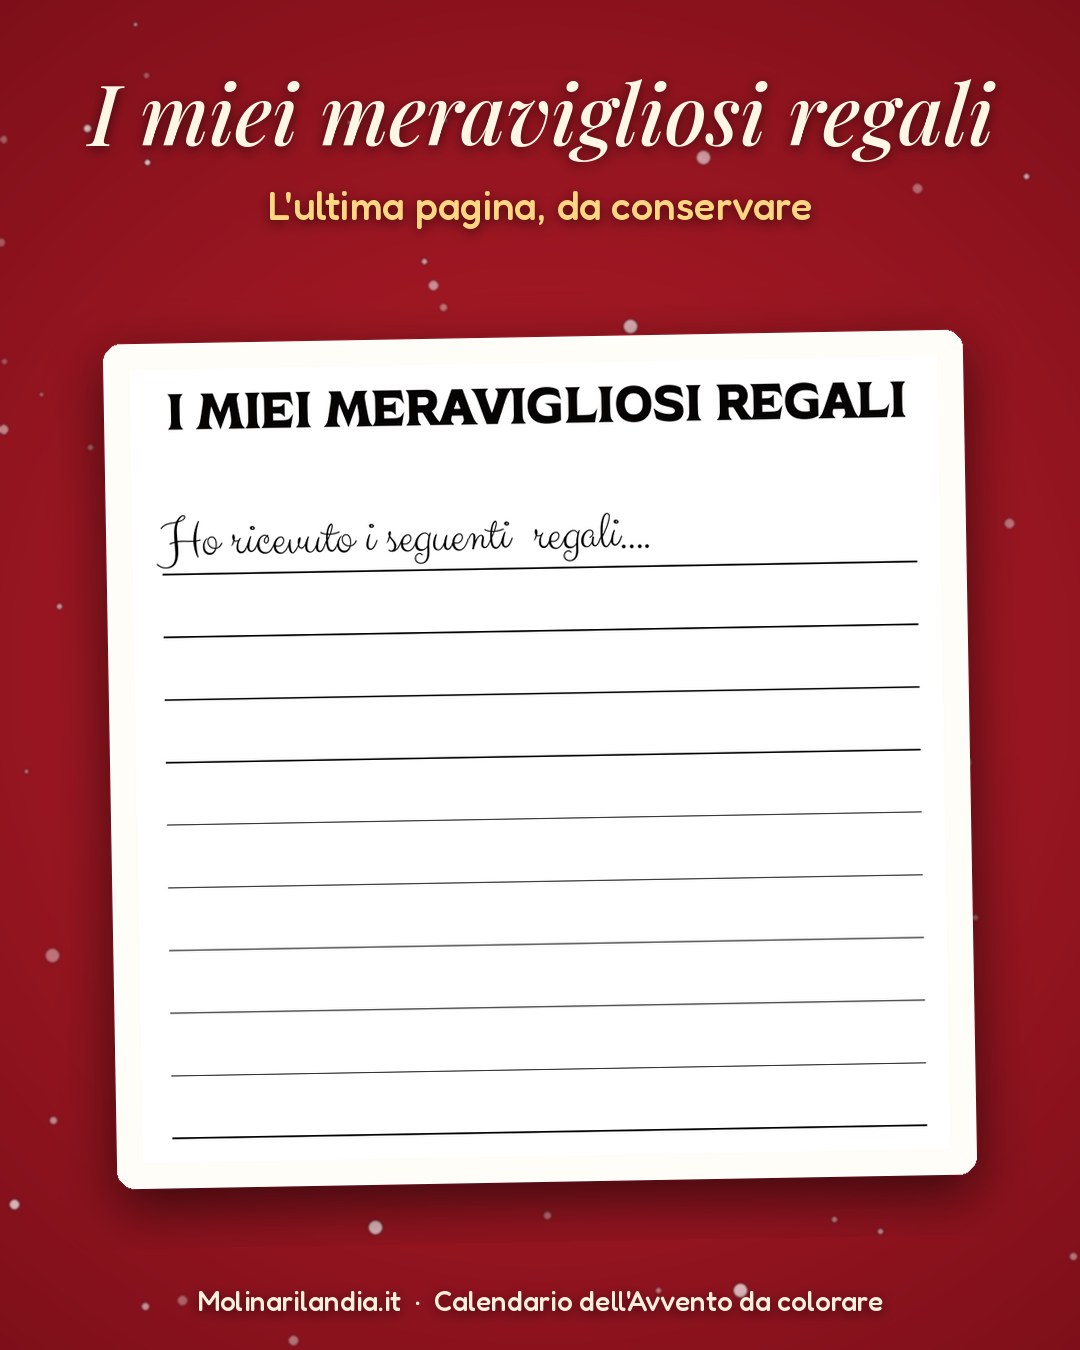 I miei meravigliosi regali
L'ultima pagina, da conservare
I MIEI MERAVIGLIOSI REGALI
Ho ricevuto i seguenti regali....
Molinarilandia.it · Calendario dell'Avvento da colorare